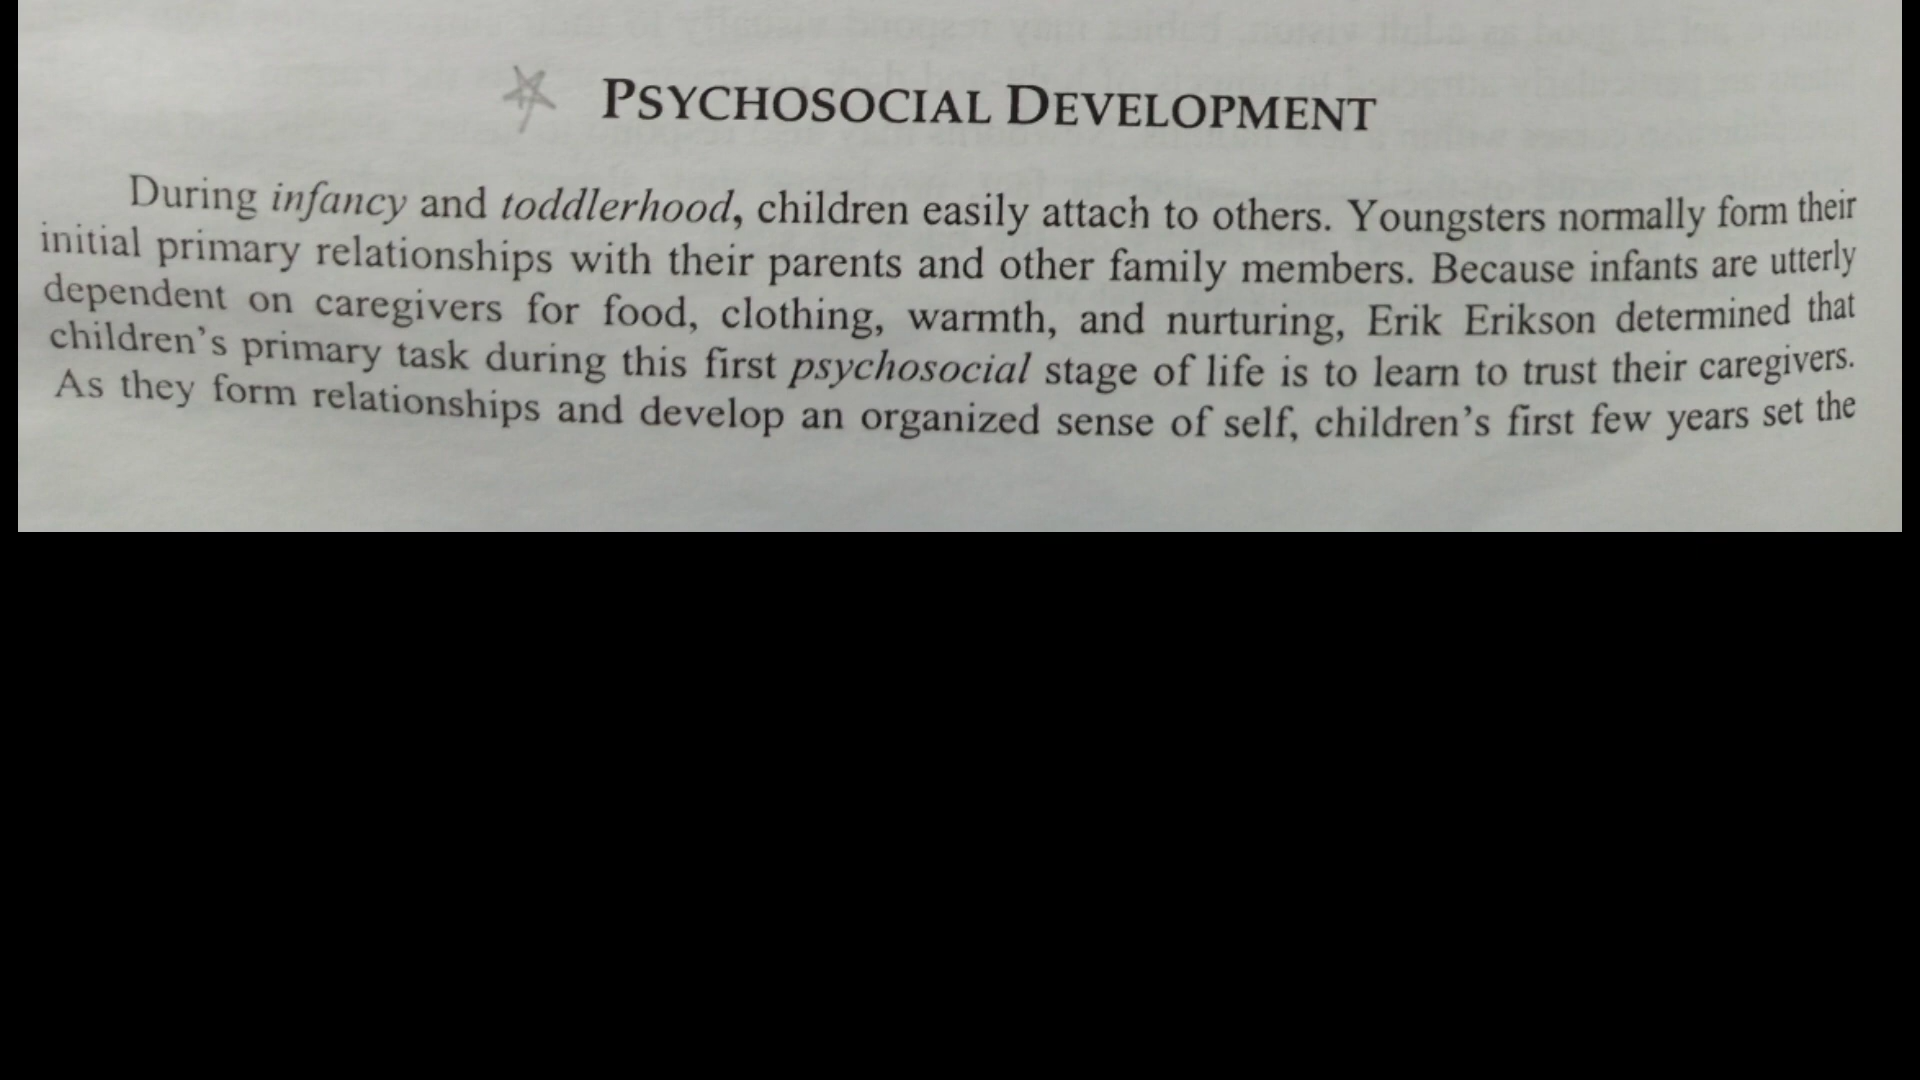 PSYCHOSOCIAL DEVELOPMENT
During infancy and toddlerhood, children easily attach to others. Youngsters normally form their
initial primary relationships with their parents and other family members. Because infants are utterly
dependent on caregivers for food, clothing, warmth, and nurturing, Erik Erikson determined that
children's primary task during this first psychosocial stage of life is to learn to trust their caregivers.
As they form relationships and develop an organized sense of self, children's first few years set the